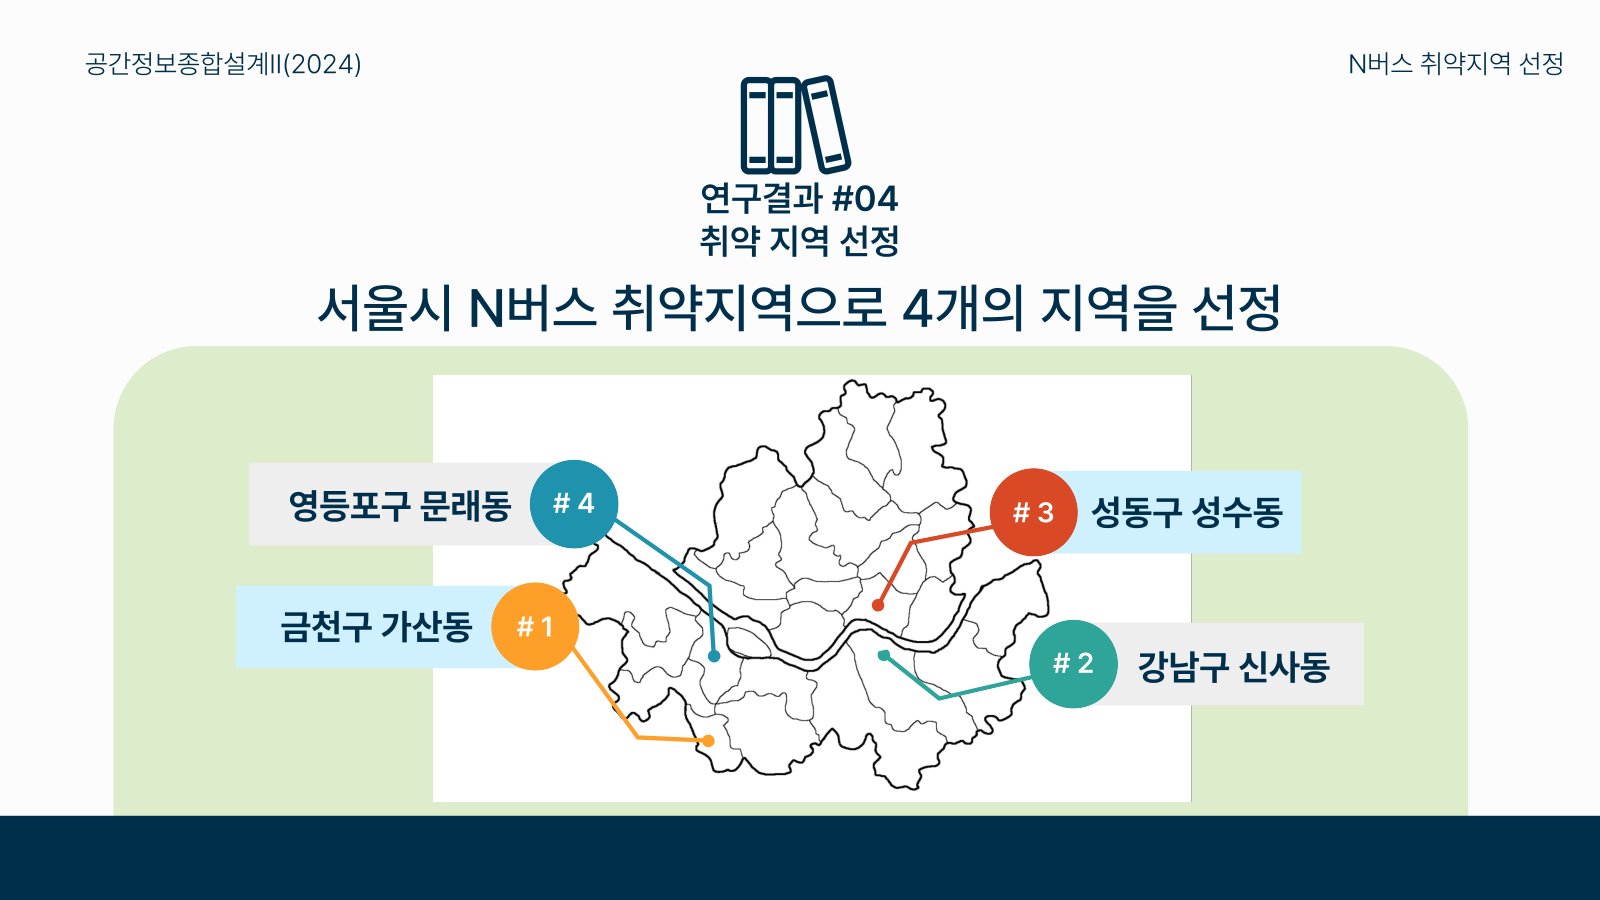 공간정보종합설계II(2024)
N버스 취약지역 선정
연구결과 #04
취약 지역 선정
서울시 N버스 취약지역으로 4개의 지역을 선정
영등포구 문래동
# 4
# 3
성동구 성수동
금천구 가산동
# 1
# 2
강남구 신사동